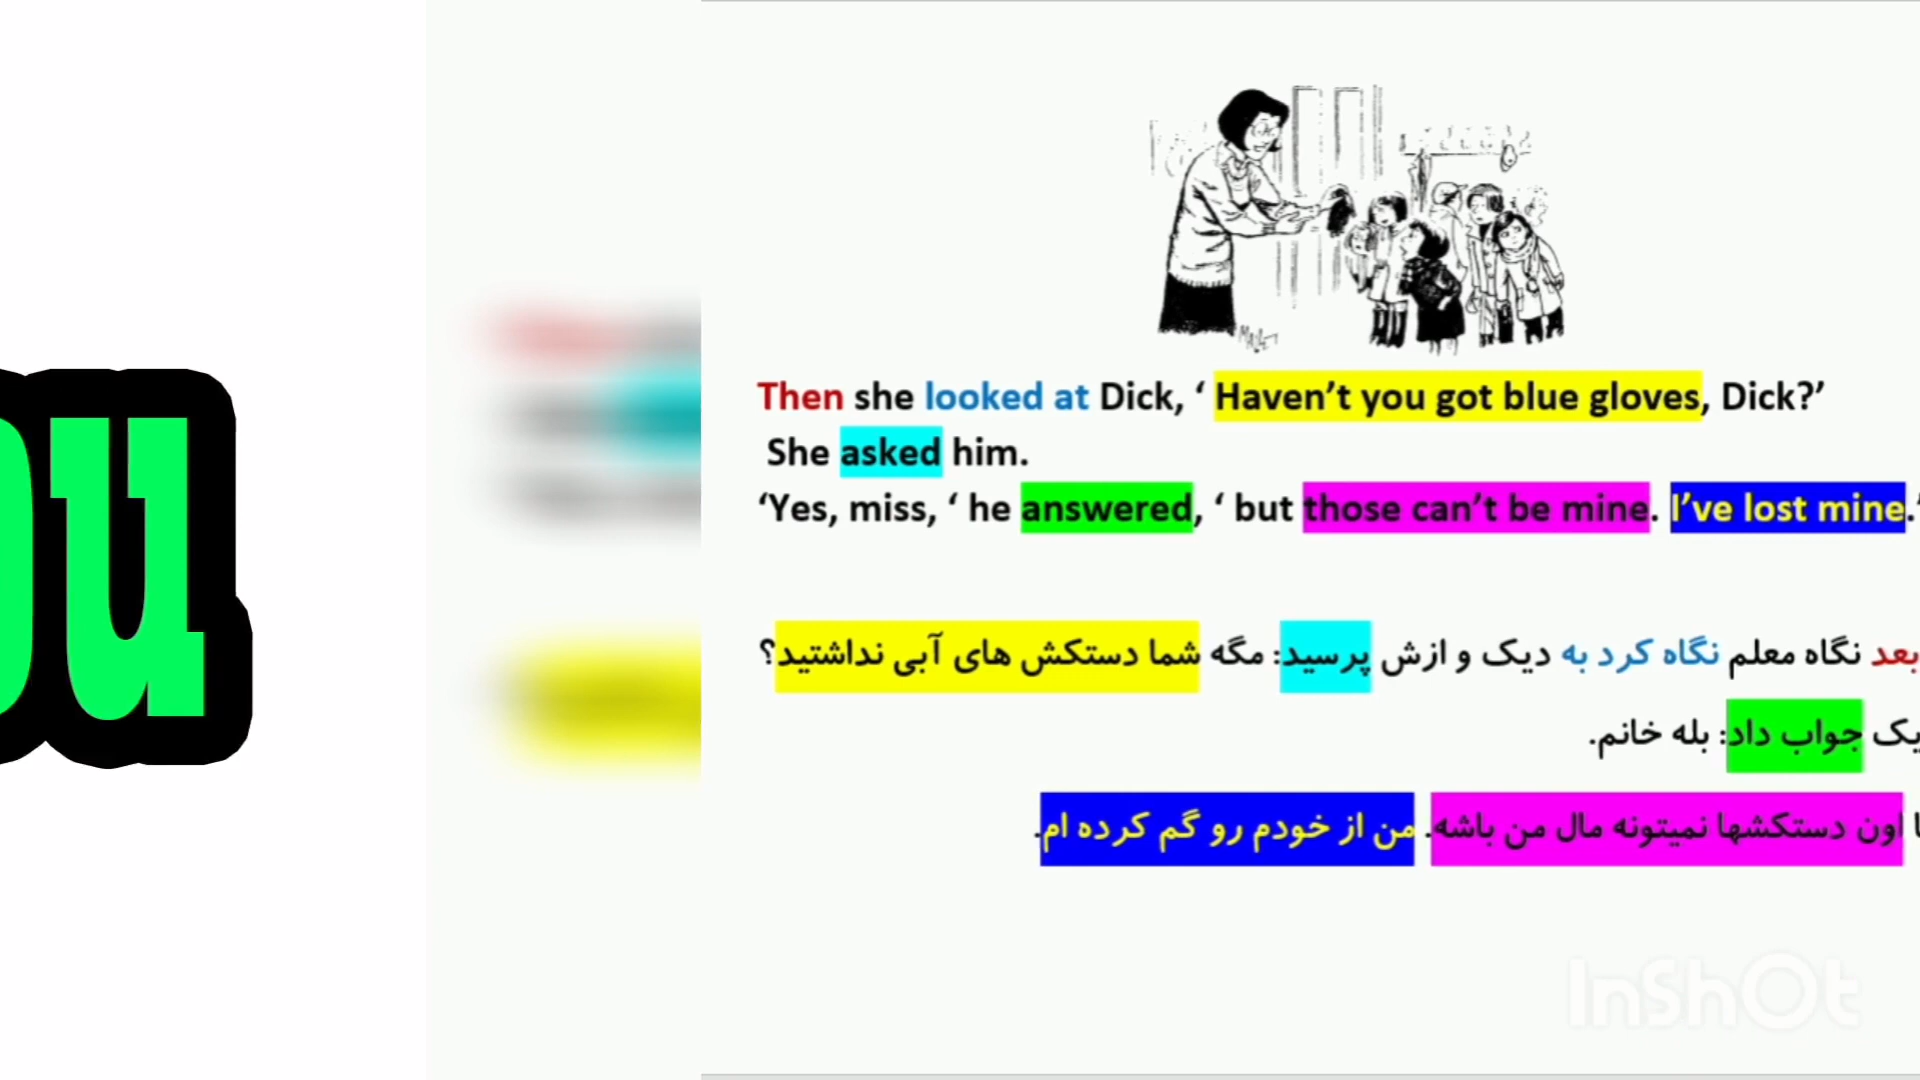 ou
Then she looked at Dick, ‘ Haven’t you got blue gloves, Dick?’
She asked him.
‘Yes, miss, ‘ he answered, ‘ but those can’t be mine. I’ve lost mine.’
بعد نگاه معلم نگاه کرد به دیک و ازش پرسید: مگه شما دستکش های آبی نداشتید؟
یک جواب داد: بله خانم.
ا اون دستکشها نمیتونه مال من باشه. من از خودم رو گم کرده ام.
InShOt